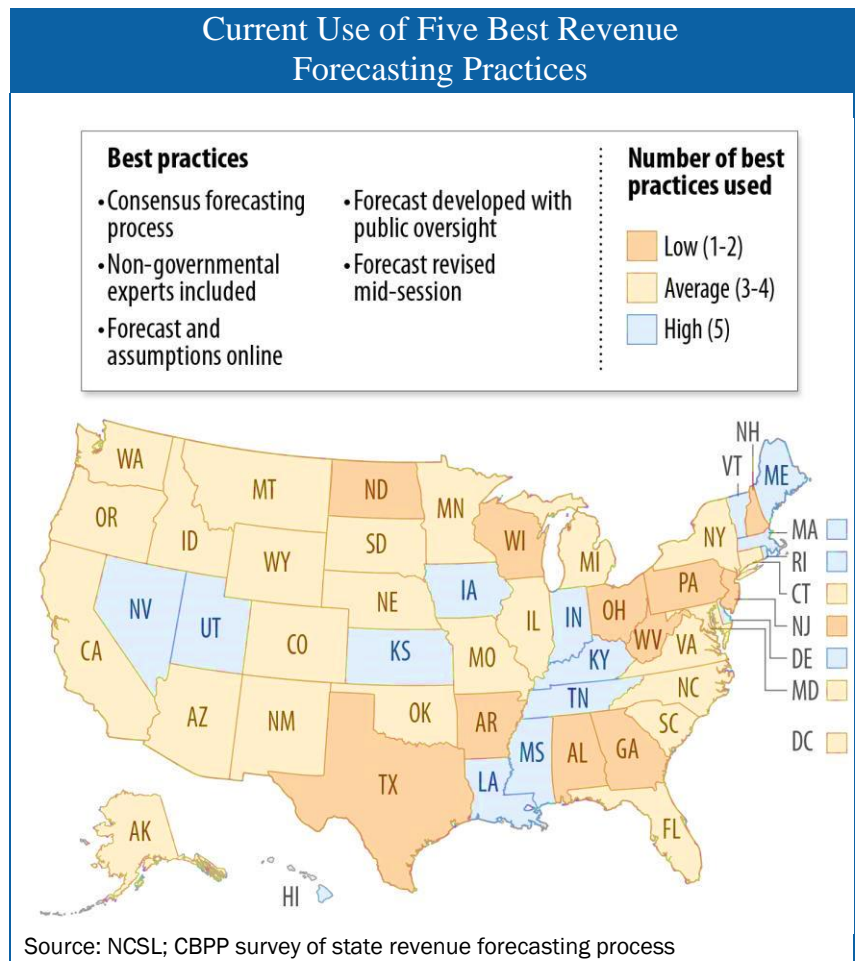 Current Use of Five Best Revenue
Forecasting Practices
Best practices
•Consensus forecasting
process
•Non-governmental
experts included
•Forecast and
assumptions online
•Forecast developed with
public oversight
•Forecast revised
mid-session
Number of best
practices used
Low (1-2)
Average (3-4)
High (5)
NH
VT
ME
WA
MT
ND
MN
OR
ID
SD
WI
MI
NY
MA
WY
RI
CT
NE
IA
PA
NJ
NV
UT
CO
KS
IL
IN
OH
WV
VA
DE
CA
MO
KY
MD
AZ
NM
OK
AR
TN
NC
SC
DC
TX
LA
MS
AL
GA
FL
AK
HI
Source: NCSL; CBPP survey of state revenue forecasting process